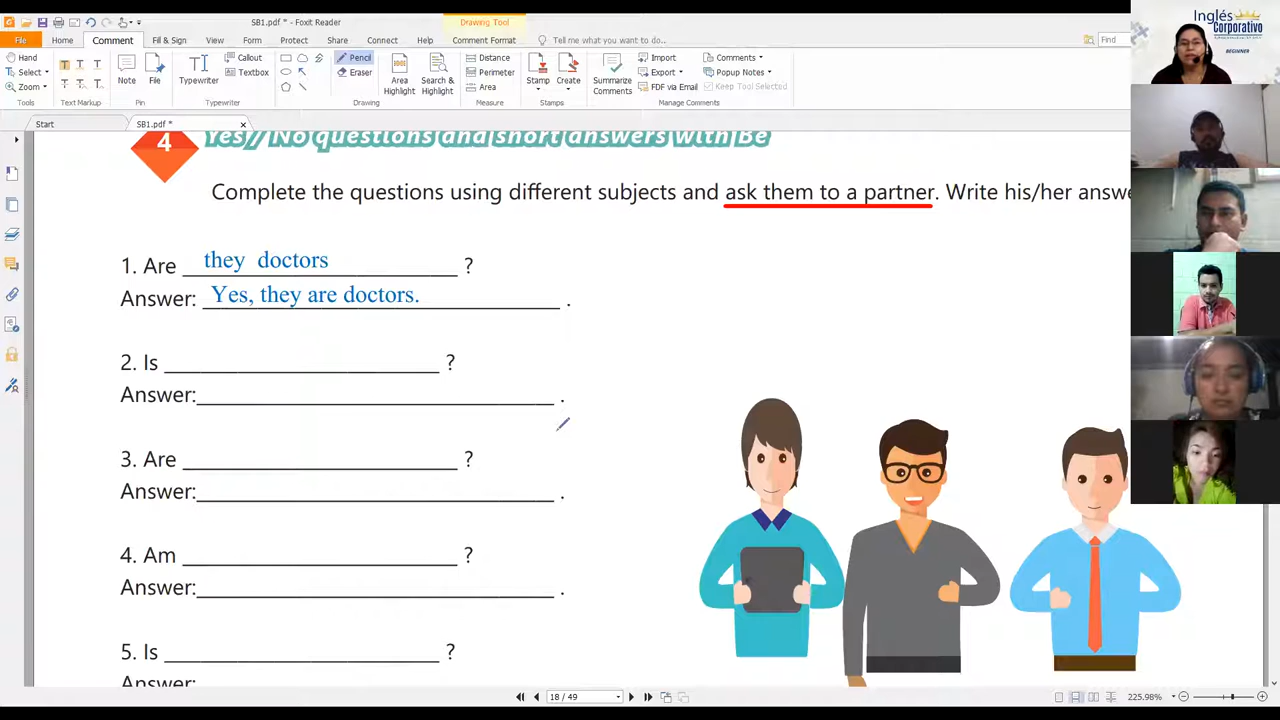 SB1.pdf * - Foxit Reader
Drawing Tool
File Home Comment Fill & Sign View Form Protect Share Connect Help Comment Format Tell me what you want to do... Find
Hand
Select
Zoom
Tools
T T T
T T T
Text Markup
Note File
Pin
Typewriter Callout Textbox
Typewriter
Pencil
Eraser
Drawing
Area Highlight Search & Highlight
Distance
Perimeter
Area
Measure
Stamp Create
Stamps
Summarize Comments
Import
Export
FDF via Email
Comments
Popup Notes
Keep Tool Selected
Manage Comments
Start SB1.pdf *
Inglés
Corporativo
BEGINNER
4 Yes / No questions and short answers with Be
Complete the questions using different subjects and ask them to a partner. Write his/her answe
1. Are they doctors ?
Answer: Yes, they are doctors. .
2. Is ?
Answer: .
3. Are ?
Answer: .
4. Am ?
Answer: .
5. Is ?
Answer:
18 / 49
225.98%